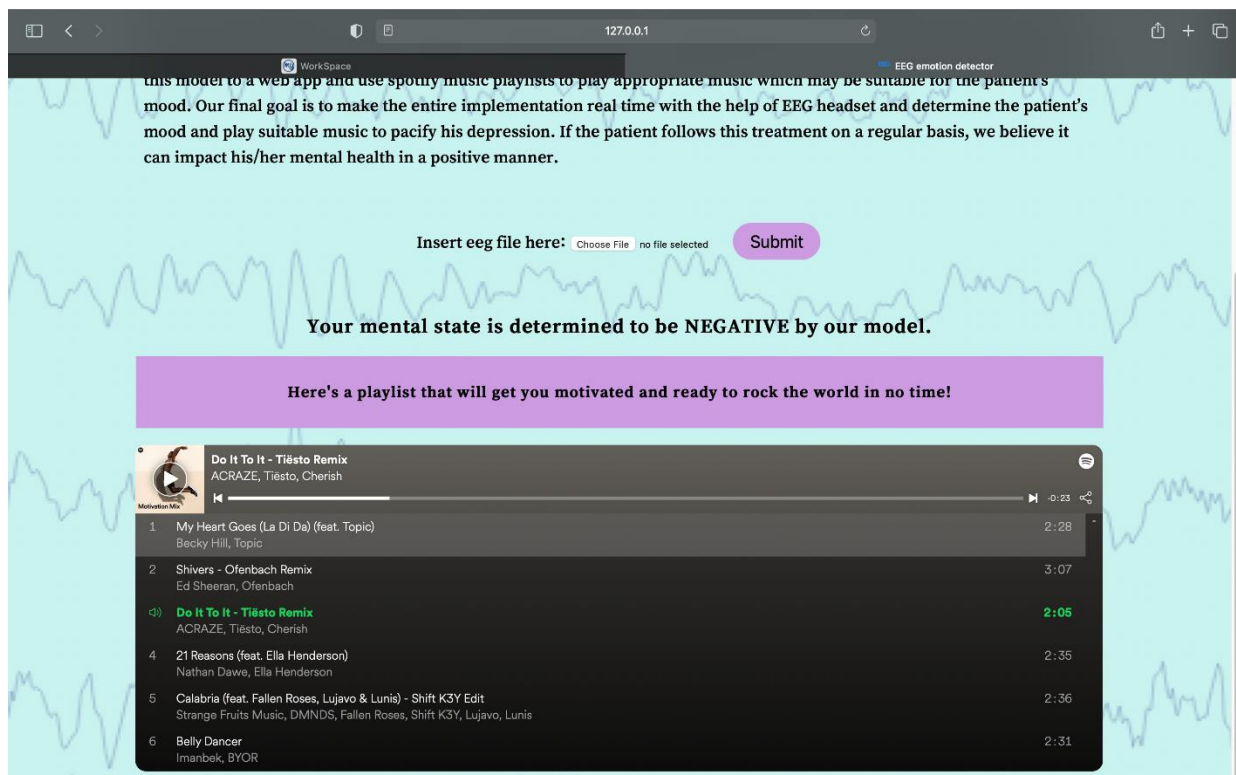 127.0.0.1
WorkSpace
EEG emotion detector
this model to a web app and use spotify music playlists to play appropriate music which may be suitable for the patient's
mood. Our final goal is to make the entire implementation real time with the help of EEG headset and determine the patient's
mood and play suitable music to pacify his depression. If the patient follows this treatment on a regular basis, we believe it
can impact his/her mental health in a positive manner.
Insert eeg file here: Choose File no file selected Submit
Your mental state is determined to be NEGATIVE by our model.
Here's a playlist that will get you motivated and ready to rock the world in no time!
Do It To It - Tiësto Remix
ACRAZE, Tiësto, Cherish
Motivation Mix
-0:23
1 My Heart Goes (La Di Da) (feat. Topic) 2:28
Becky Hill, Topic
2 Shivers - Ofenbach Remix 3:07
Ed Sheeran, Ofenbach
Do It To It - Tiësto Remix 2:05
ACRAZE, Tiësto, Cherish
4 21 Reasons (feat. Ella Henderson) 2:35
Nathan Dawe, Ella Henderson
5 Calabria (feat. Fallen Roses, Lujavo & Lunis) - Shift K3Y Edit 2:36
Strange Fruits Music, DMNDS, Fallen Roses, Shift K3Y, Lujavo, Lunis
6 Belly Dancer 2:31
Imanbek, BYOR